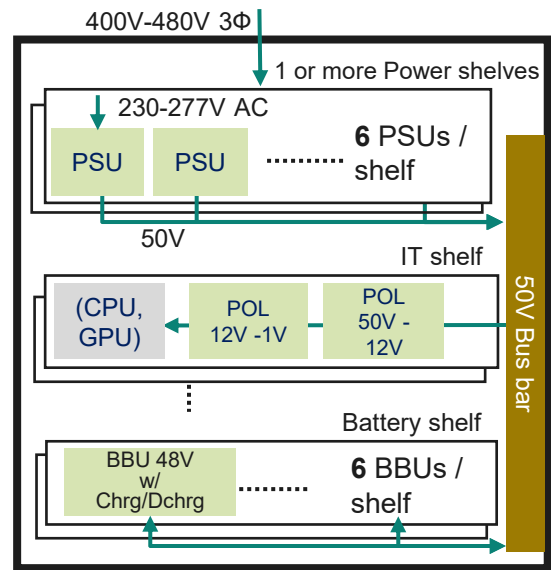 400V-480V 3Φ
1 or more Power shelves
230-277V AC
PSU
PSU
6 PSUs /
shelf
50V
IT shelf
(CPU,
GPU)
POL
12V -1V
POL
50V -
12V
50V Bus bar
Battery shelf
BBU 48V
w/
Chrg/Dchrg
6 BBUs /
shelf